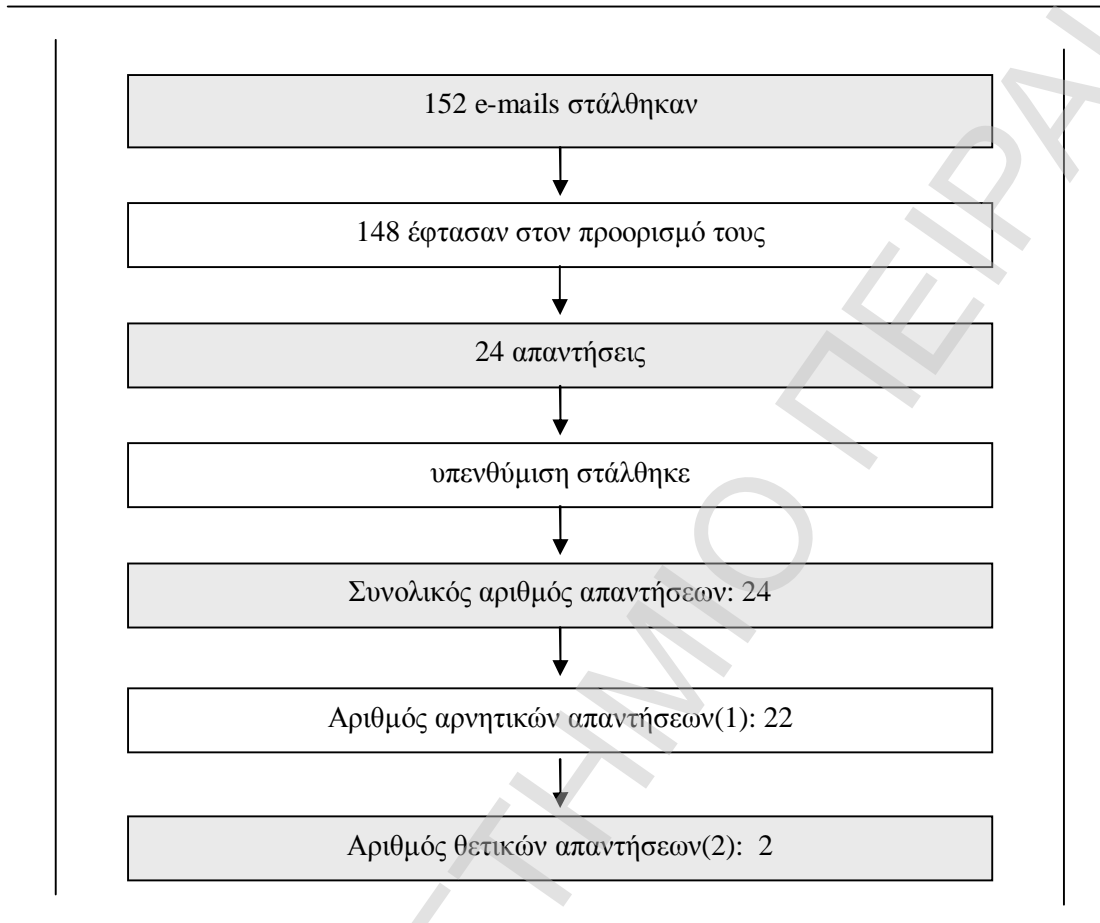 152 e-mails στάλθηκαν
148 έφτασαν στον προορισμό τους
24 απαντήσεις
υπενθύμιση στάλθηκε
Συνολικός αριθμός απαντήσεων: 24
Αριθμός αρνητικών απαντήσεων(1): 22
Αριθμός θετικών απαντήσεων(2): 2